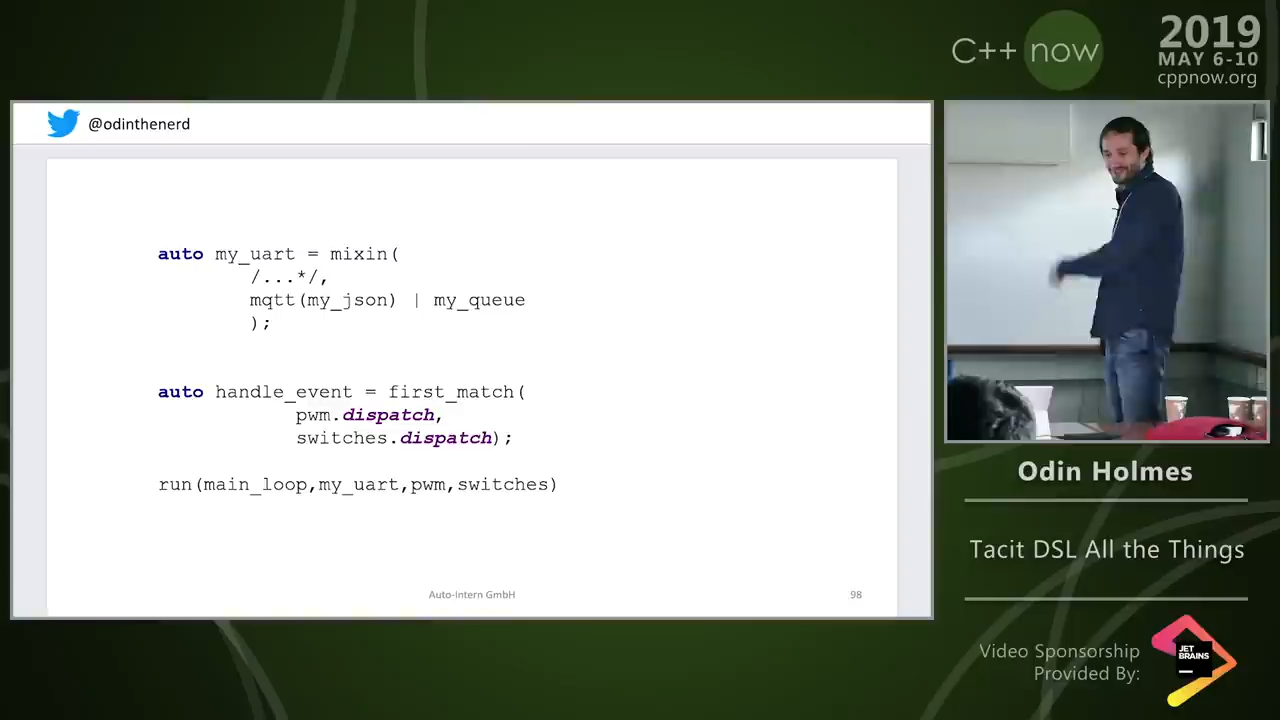 C++ now
2019
MAY 6-10
cppnow.org
@odinthenerd
auto my_uart = mixin(
/...*/,
mqtt(my_json) | my_queue
);
auto handle_event = first_match(
pwm.dispatch,
switches.dispatch);
run(main_loop,my_uart,pwm,switches)
Auto-Intern GmbH
98
Odin Holmes
Tacit DSL All the Things
Video Sponsorship
Provided By:
JET
BRAINS